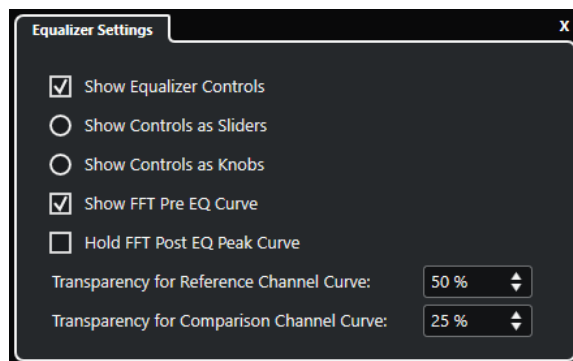 Equalizer Settings X
Show Equalizer Controls
Show Controls as Sliders
Show Controls as Knobs
Show FFT Pre EQ Curve
Hold FFT Post EQ Peak Curve
Transparency for Reference Channel Curve: 50 %
Transparency for Comparison Channel Curve: 25 %